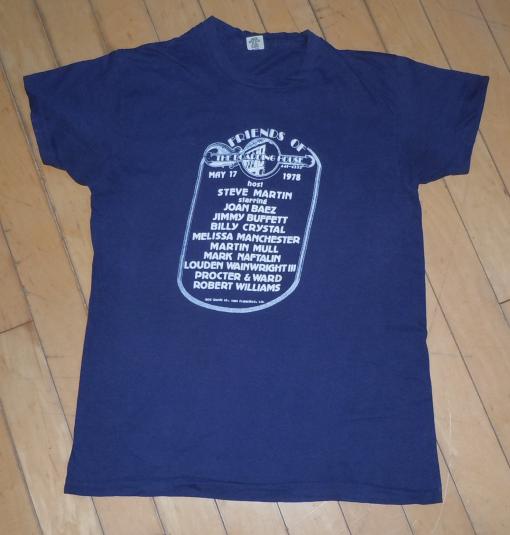 FRIENDS OF
THE BOARDING HOUSE
MAY 17 1978
host
STEVE MARTIN
starring
JOAN BAEZ
JIMMY BUFFETT
BILLY CRYSTAL
MELISSA MANCHESTER
MARTIN MULL
MARK NAFTALIN
LOUDEN WAINWRIGHT III
PROCTER & WARD
ROBERT WILLIAMS